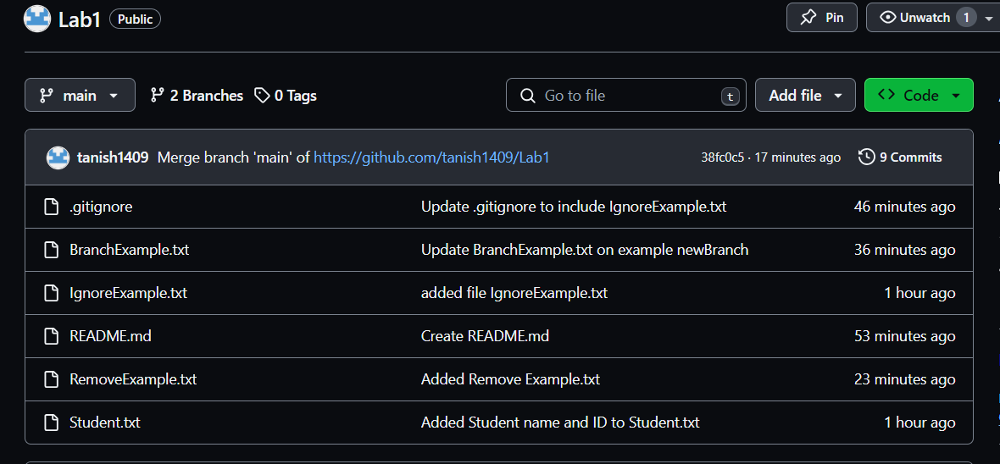 Lab1 Public Pin Unwatch 1
main 2 Branches 0 Tags Go to file t Add file Code
tanish1409 Merge branch 'main' of https://github.com/tanish1409/Lab1 38fc0c5 · 17 minutes ago 9 Commits
.gitignore Update .gitignore to include IgnoreExample.txt 46 minutes ago
BranchExample.txt Update BranchExample.txt on example newBranch 36 minutes ago
IgnoreExample.txt added file IgnoreExample.txt 1 hour ago
README.md Create README.md 53 minutes ago
RemoveExample.txt Added Remove Example.txt 23 minutes ago
Student.txt Added Student name and ID to Student.txt 1 hour ago